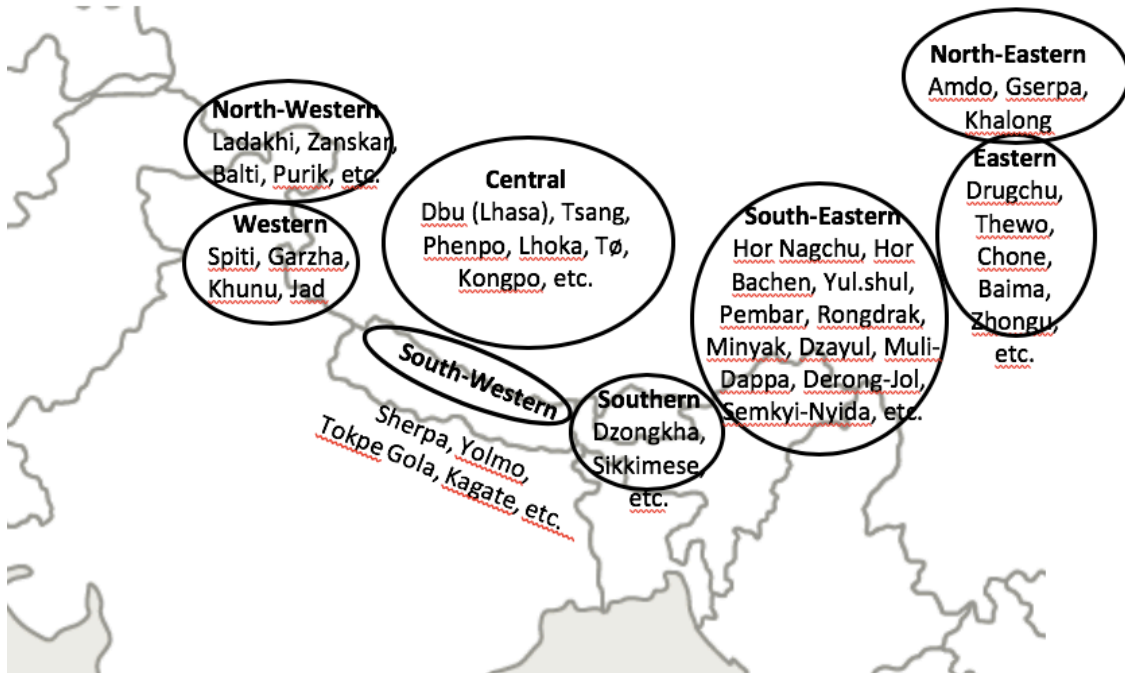 North-Western
Ladakhi, Zanskar,
Balti, Purik, etc.
Western
Spiti, Garzha,
Khunu, Jad
Central
Dbu (Lhasa), Tsang,
Phenpo, Lhoka, Tø,
Kongpo, etc.
South-Western
Sherpa, Yolmo,
Tokpe Gola, Kagate, etc.
Southern
Dzongkha,
Sikkimese,
etc.
South-Eastern
Hor Nagchu, Hor
Bachen, Yul.shul,
Pembar, Rongdrak,
Minyak, Dzayul, Muli-
Dappa, Derong-Jol,
Semkyi-Nyida, etc.
North-Eastern
Amdo, Gserpa,
Khalong
Eastern
Drugchu,
Thewo,
Chone,
Baima,
Zhongu,
etc.